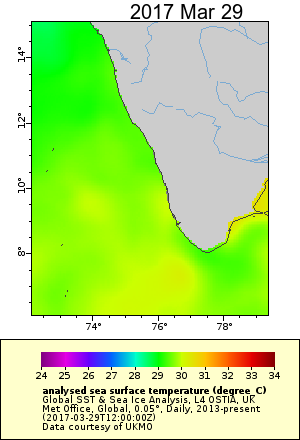 2017 Mar 29
14°
12°
10°
8°
74°
76°
78°
24 25 26 27 28 29 30 31 32 33 34
analysed sea surface temperature (degree_C)
Global SST & Sea Ice Analysis, L4 OSTIA, UK
Met Office, Global, 0.05°, Daily, 2013-present
(2017-03-29T12:00:00Z)
Data courtesy of UKMO